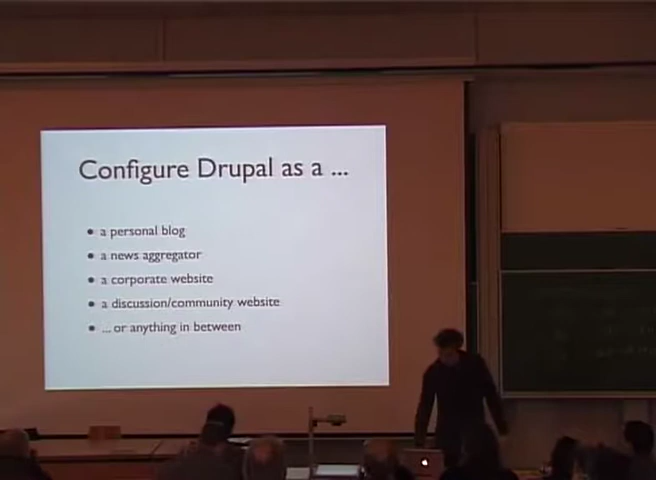 Configure Drupal as a ...
• a personal blog
• a news aggregator
• a corporate website
• a discussion/community website
• ... or anything in between